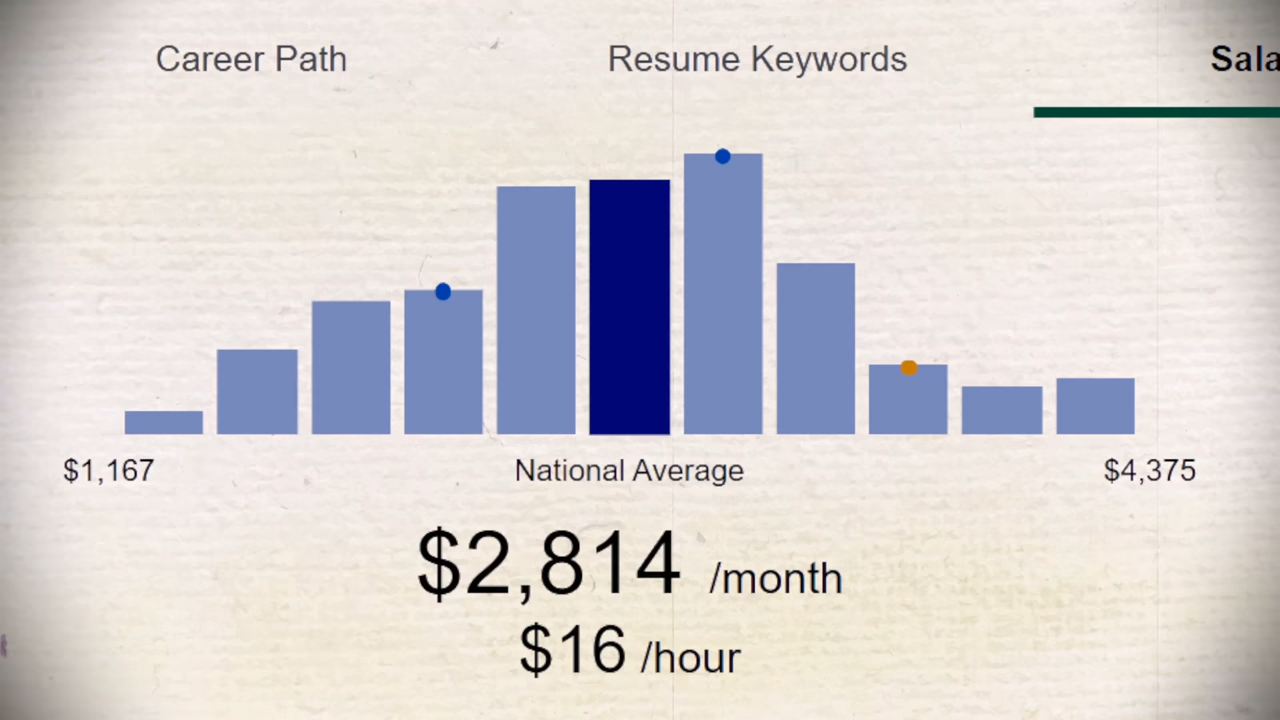 Career Path Resume Keywords Sala
$1,167 National Average $4,375
$2,814 /month
$16 /hour